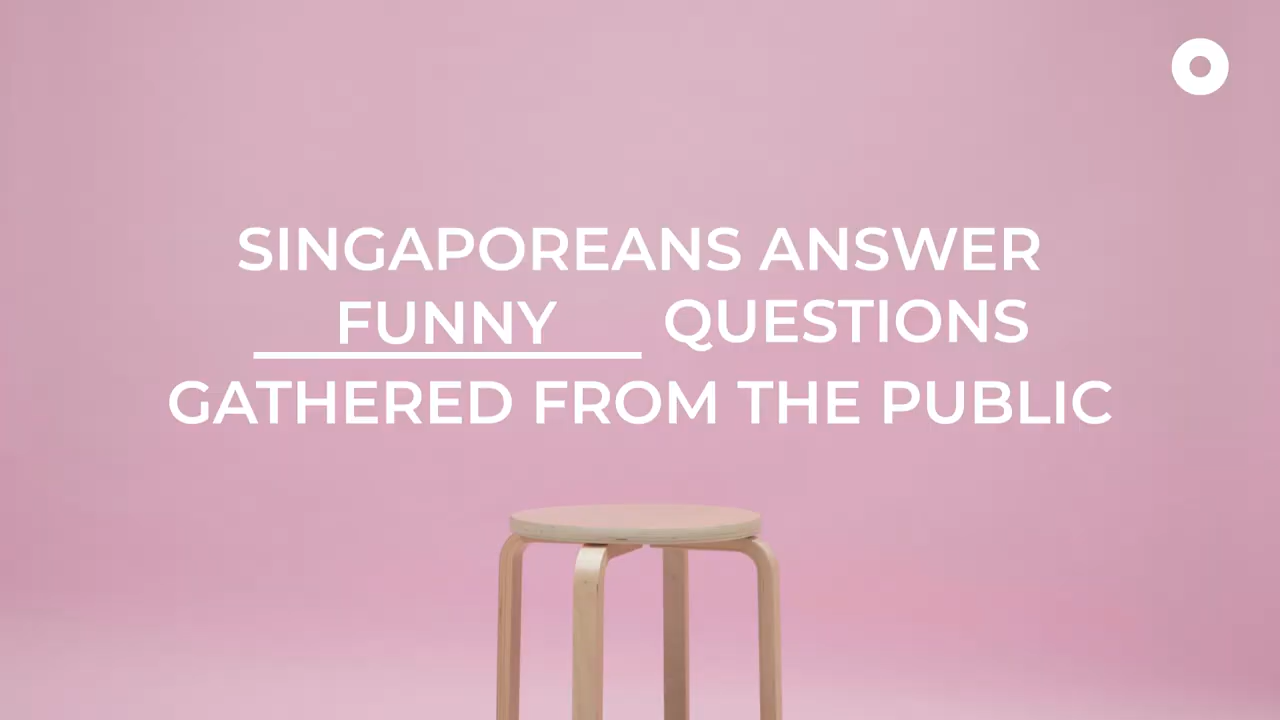 SINGAPOREANS ANSWER
FUNNY QUESTIONS
GATHERED FROM THE PUBLIC